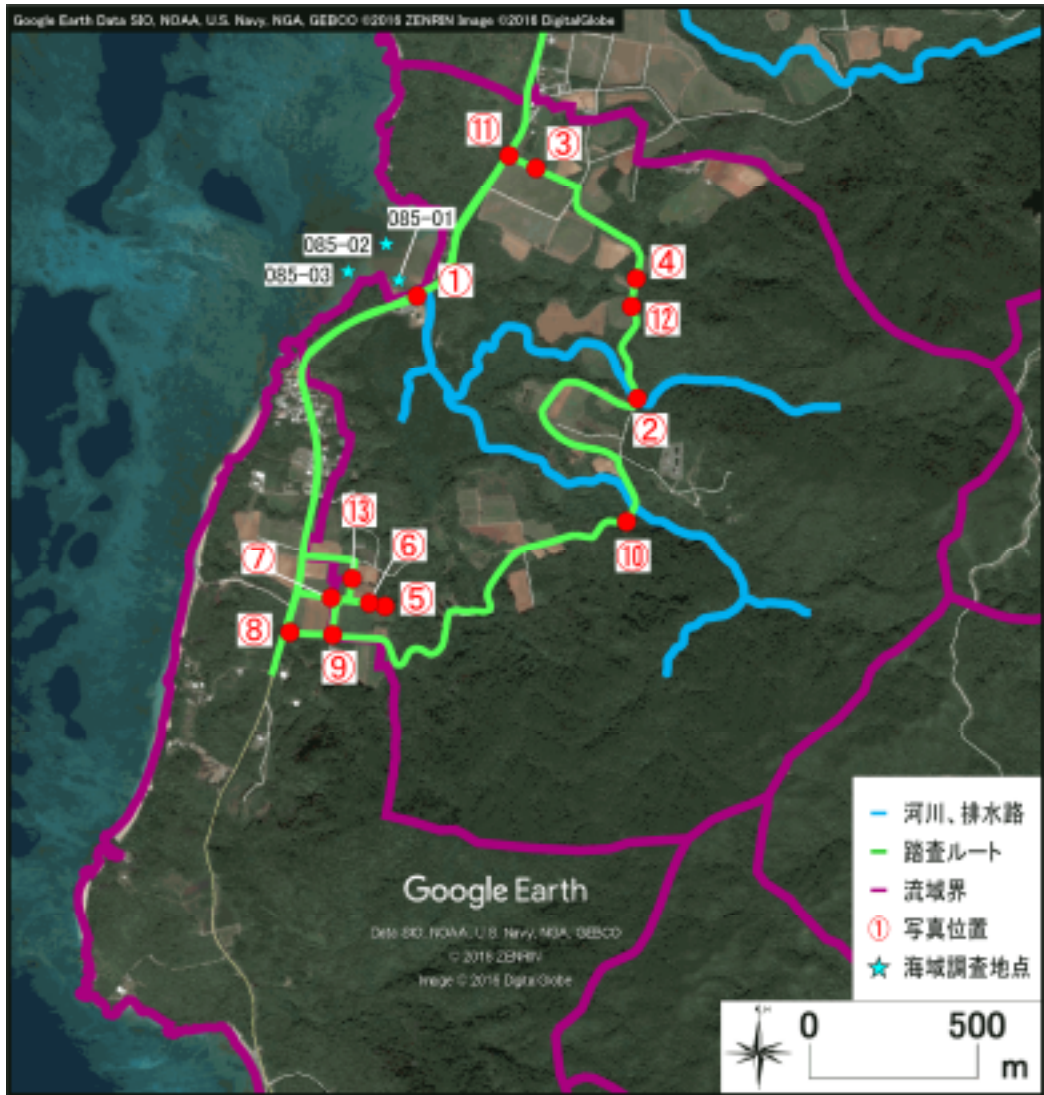 Google Earth Data SIO, NOAA, U.S. Navy, NGA, GEBCO ©2016 ZENRIN Image ©2016 DigitalGlobe
⑪
③
085-01
085-02
085-03
①
④
⑫
②
⑬
⑥
⑦
⑤
⑩
⑧
⑨
Google Earth
Data SIO, NOAA, U.S. Navy, NGA, GEBCO
© 2016 ZENRIN
Image © 2016 DigitalGlobe
河川、排水路
踏査ルート
流域界
① 写真位置
海域調査地点
0 500
m